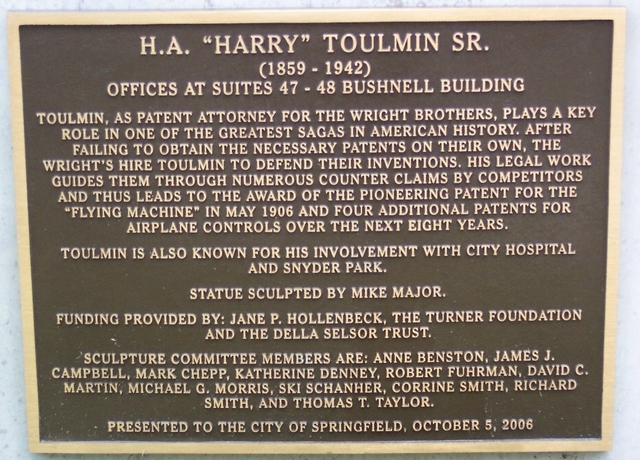 H.A. "HARRY" TOULMIN SR.
(1859 - 1942)
OFFICES AT SUITES 47 - 48 BUSHNELL BUILDING
TOULMIN, AS PATENT ATTORNEY FOR THE WRIGHT BROTHERS, PLAYS A KEY
ROLE IN ONE OF THE GREATEST SAGAS IN AMERICAN HISTORY. AFTER
FAILING TO OBTAIN THE NECESSARY PATENTS ON THEIR OWN, THE
WRIGHT'S HIRE TOULMIN TO DEFEND THEIR INVENTIONS. HIS LEGAL WORK
GUIDES THEM THROUGH NUMEROUS COUNTER CLAIMS BY COMPETITORS
AND THUS LEADS TO THE AWARD OF THE PIONEERING PATENT FOR THE
"FLYING MACHINE" IN MAY 1906 AND FOUR ADDITIONAL PATENTS FOR
AIRPLANE CONTROLS OVER THE NEXT EIGHT YEARS.
TOULMIN IS ALSO KNOWN FOR HIS INVOLVEMENT WITH CITY HOSPITAL
AND SNYDER PARK.
STATUE SCULPTED BY MIKE MAJOR.
FUNDING PROVIDED BY: JANE P. HOLLENBECK, THE TURNER FOUNDATION
AND THE DELLA SELSOR TRUST.
SCULPTURE COMMITTEE MEMBERS ARE: ANNE BENSTON, JAMES J.
CAMPBELL, MARK CHEPP, KATHERINE DENNEY, ROBERT FUHRMAN, DAVID C.
MARTIN, MICHAEL G. MORRIS, SKI SCHANHER, CORRINE SMITH, RICHARD
SMITH, AND THOMAS T. TAYLOR.
PRESENTED TO THE CITY OF SPRINGFIELD, OCTOBER 5, 2006